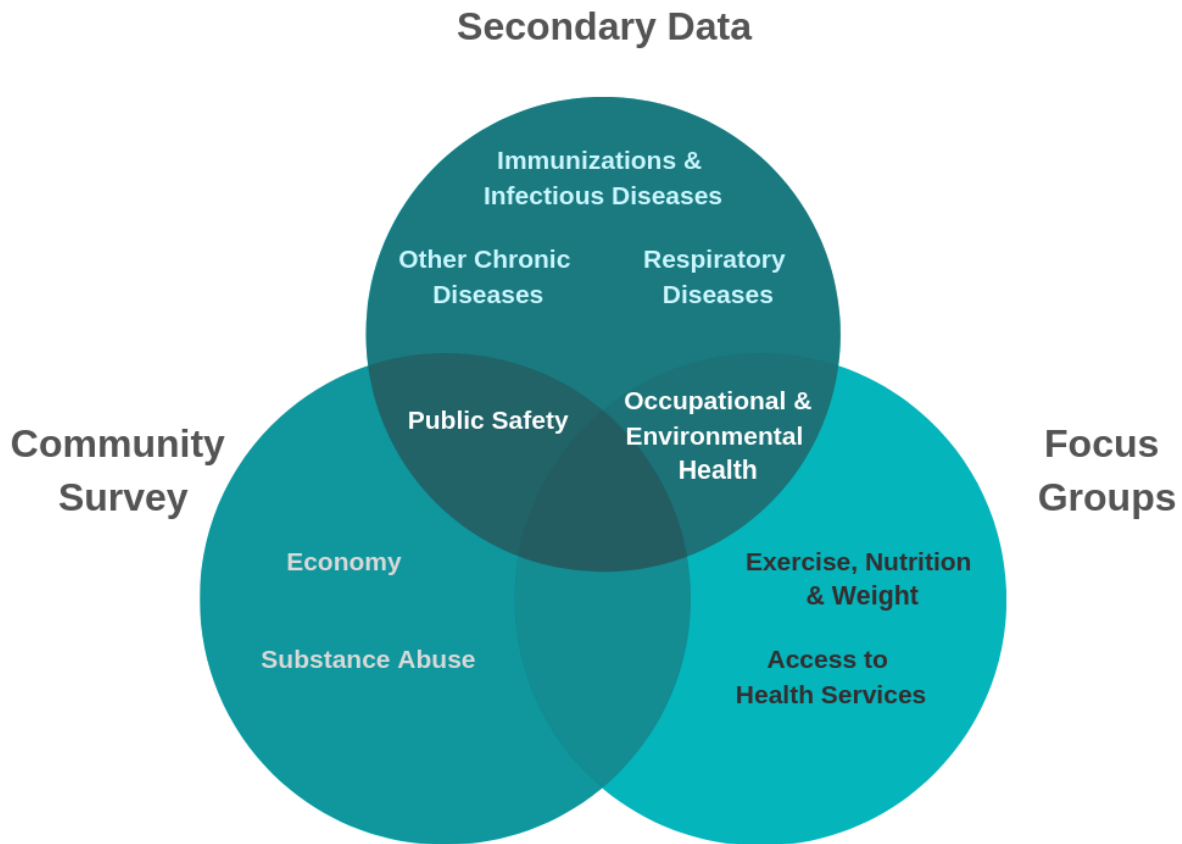 Secondary Data
Immunizations &
Infectious Diseases
Other Chronic
Diseases
Respiratory
Diseases
Public Safety
Occupational &
Environmental
Health
Community
Survey
Focus
Groups
Economy
Substance Abuse
Exercise, Nutrition
& Weight
Access to
Health Services